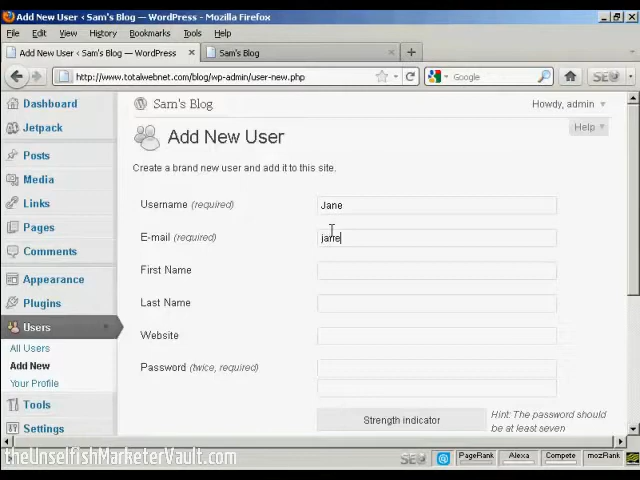 Add New User ‹ Sam's Blog — WordPress - Mozilla Firefox
File Edit View History Bookmarks Tools Help
Add New User ‹ Sam's Blog — WordPress × Sam's Blog × +
http://www.totalwebnet.com/blog/wp-admin/user-new.php Google SEO
Sam's Blog Howdy, admin
Help
Add New User
Create a brand new user and add it to this site.
Username (required) Jane
E-mail (required) jane
First Name
Last Name
Website
Password (twice, required)
Strength indicator
Hint: The password should
be at least seven
Dashboard
Jetpack
Posts
Media
Links
Pages
Comments
Appearance
Plugins
Users
All Users
Add New
Your Profile
Tools
Settings
theUnselfishMarketerVault.com
SEO PageRank Alexa Compete mozRank